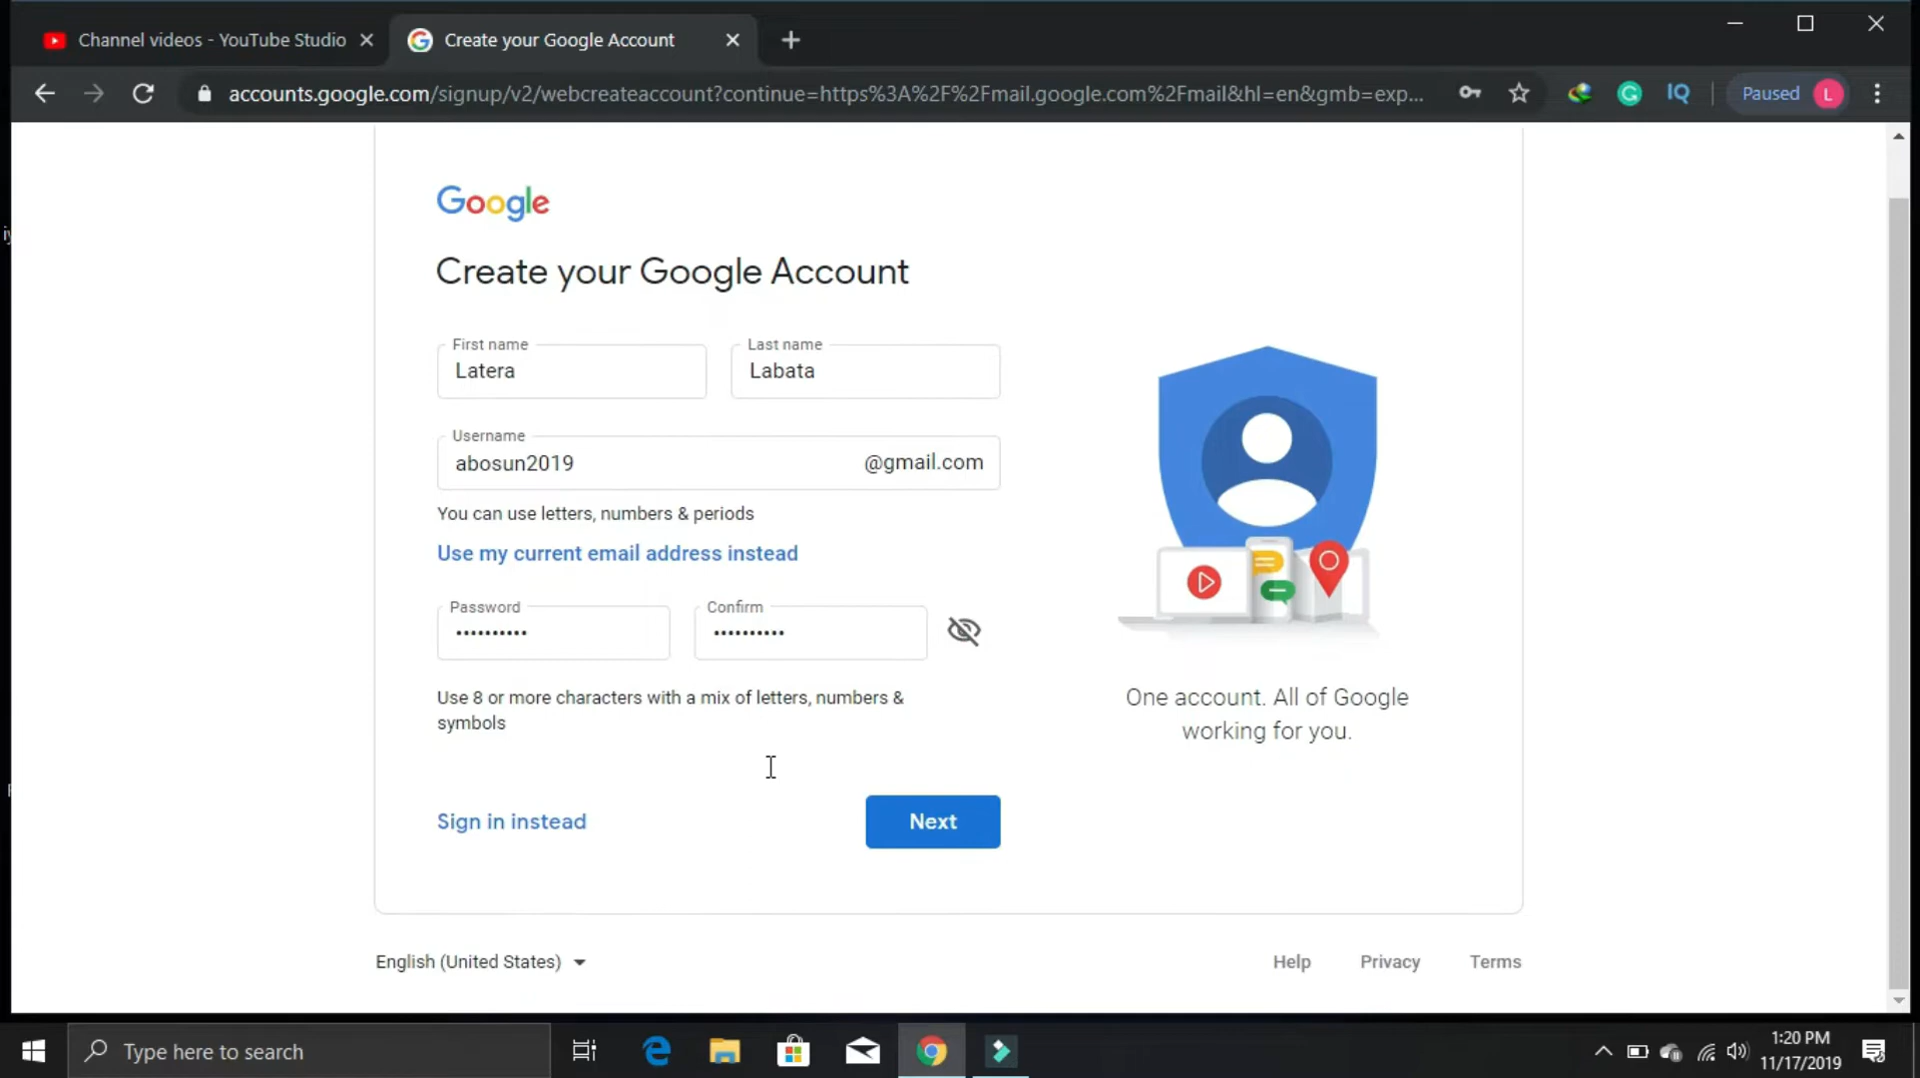 Channel videos - YouTube Studio
Create your Google Account
accounts.google.com/signup/v2/webcreateaccount?continue=https%3A%2F%2Fmail.google.com%2Fmail&hl=en&gmb=exp...
IQ
Paused
L
Google
Create your Google Account
First name
Latera
Last name
Labata
Username
abosun2019
@gmail.com
You can use letters, numbers & periods
Use my current email address instead
Password
••••••••••
Confirm
••••••••••
Use 8 or more characters with a mix of letters, numbers &
symbols
One account. All of Google
working for you.
Sign in instead
Next
English (United States)
Help
Privacy
Terms
Type here to search
1:20 PM
11/17/2019